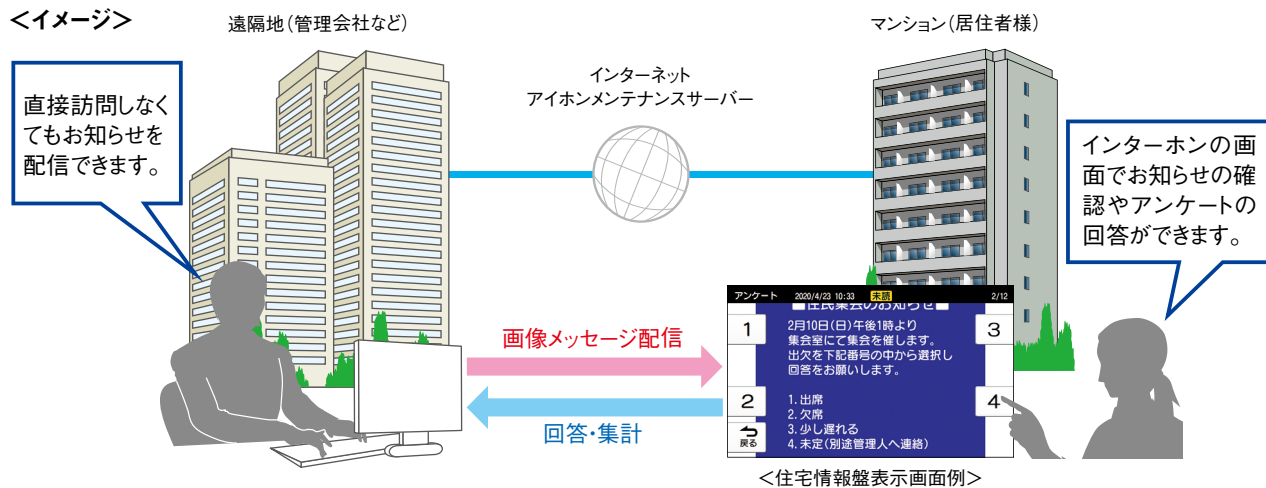 ＜イメージ＞
遠隔地（管理会社など）
マンション（居住者様）
直接訪問しなく
てもお知らせを
配信できます。
インターネット
アイホンメンテナンスサーバー
インターホンの画
面でお知らせの確
認やアンケートの
回答ができます。
画像メッセージ配信
回答・集計
アンケート 2020/4/23 10:33 未読 2/12
■住民集会のお知らせ■
1
2月10日（日）午後1時より
集会室にて集会を催します。
出欠を下記番号の中から選択し
回答をお願いします。
3
2
1. 出席
2. 欠席
3. 少し遅れる
4. 未定（別途管理人へ連絡）
4
戻る
＜住宅情報盤表示画面例＞